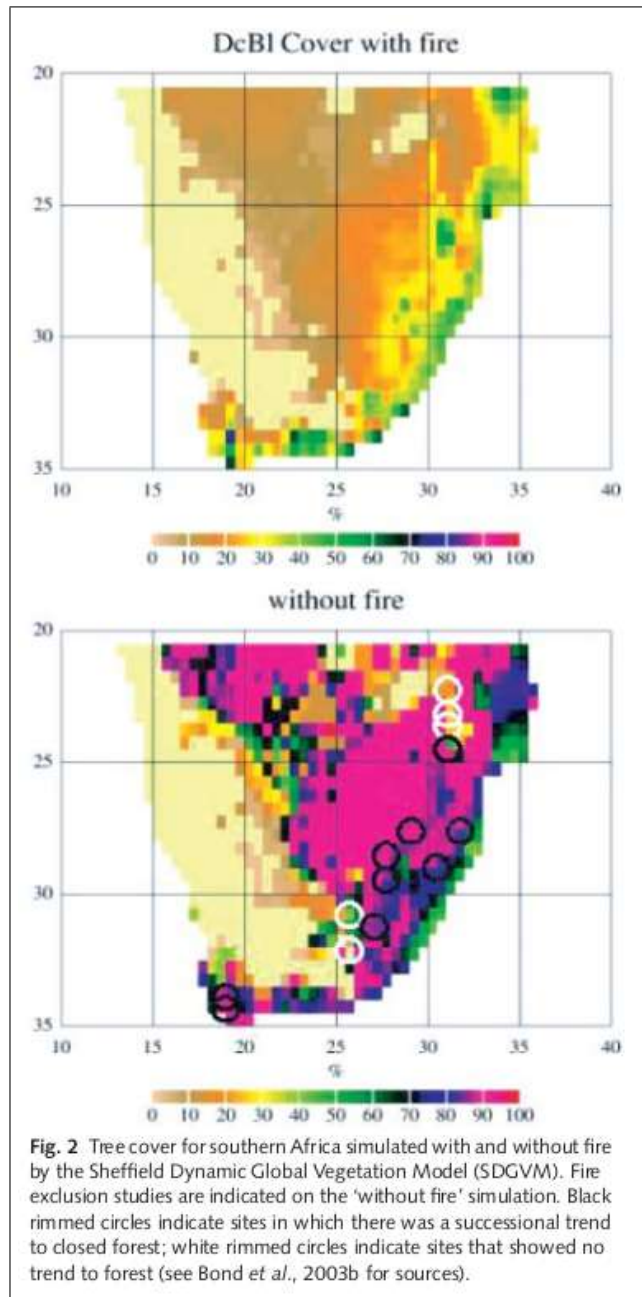 DcBl Cover with fire
20
25
30
35
10 15 20 25 30 35 40
%
0 10 20 30 40 50 60 70 80 90 100
without fire
20
25
30
35
10 15 20 25 30 35 40
%
0 10 20 30 40 50 60 70 80 90 100
Fig. 2 Tree cover for southern Africa simulated with and without fire
by the Sheffield Dynamic Global Vegetation Model (SDGVM). Fire
exclusion studies are indicated on the ‘without fire’ simulation. Black
rimmed circles indicate sites in which there was a successional trend
to closed forest; white rimmed circles indicate sites that showed no
trend to forest (see Bond et al., 2003b for sources).